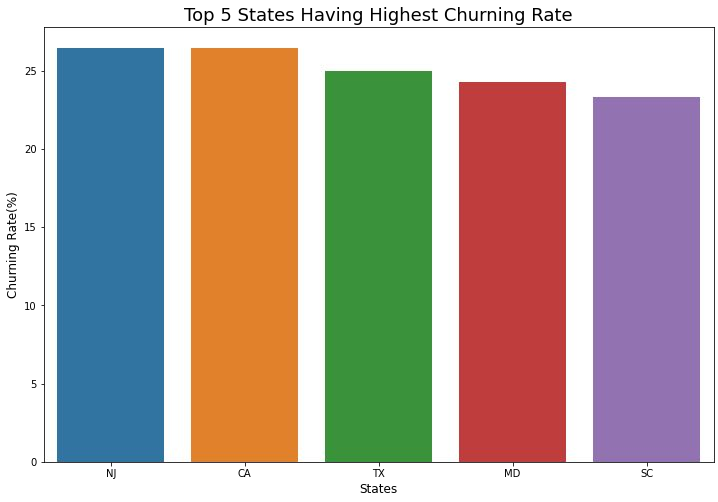 Top 5 States Having Highest Churning Rate
Churning Rate(%)
25
20
15
10
5
0
NJ CA TX MD SC
States